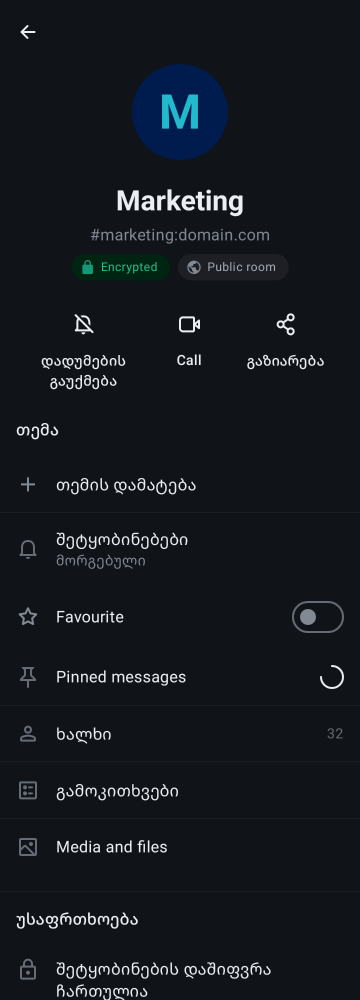 M
Marketing
#marketing:domain.com
Encrypted
Public room
დადუმების
გაუქმება
Call
გაზიარება
თემა
თემის დამატება
შეტყობინებები
მორგებული
Favourite
Pinned messages
ხალხი
32
გამოკითხვები
Media and files
უსაფრთხოება
შეტყობინების დაშიფვრა
ჩართულია